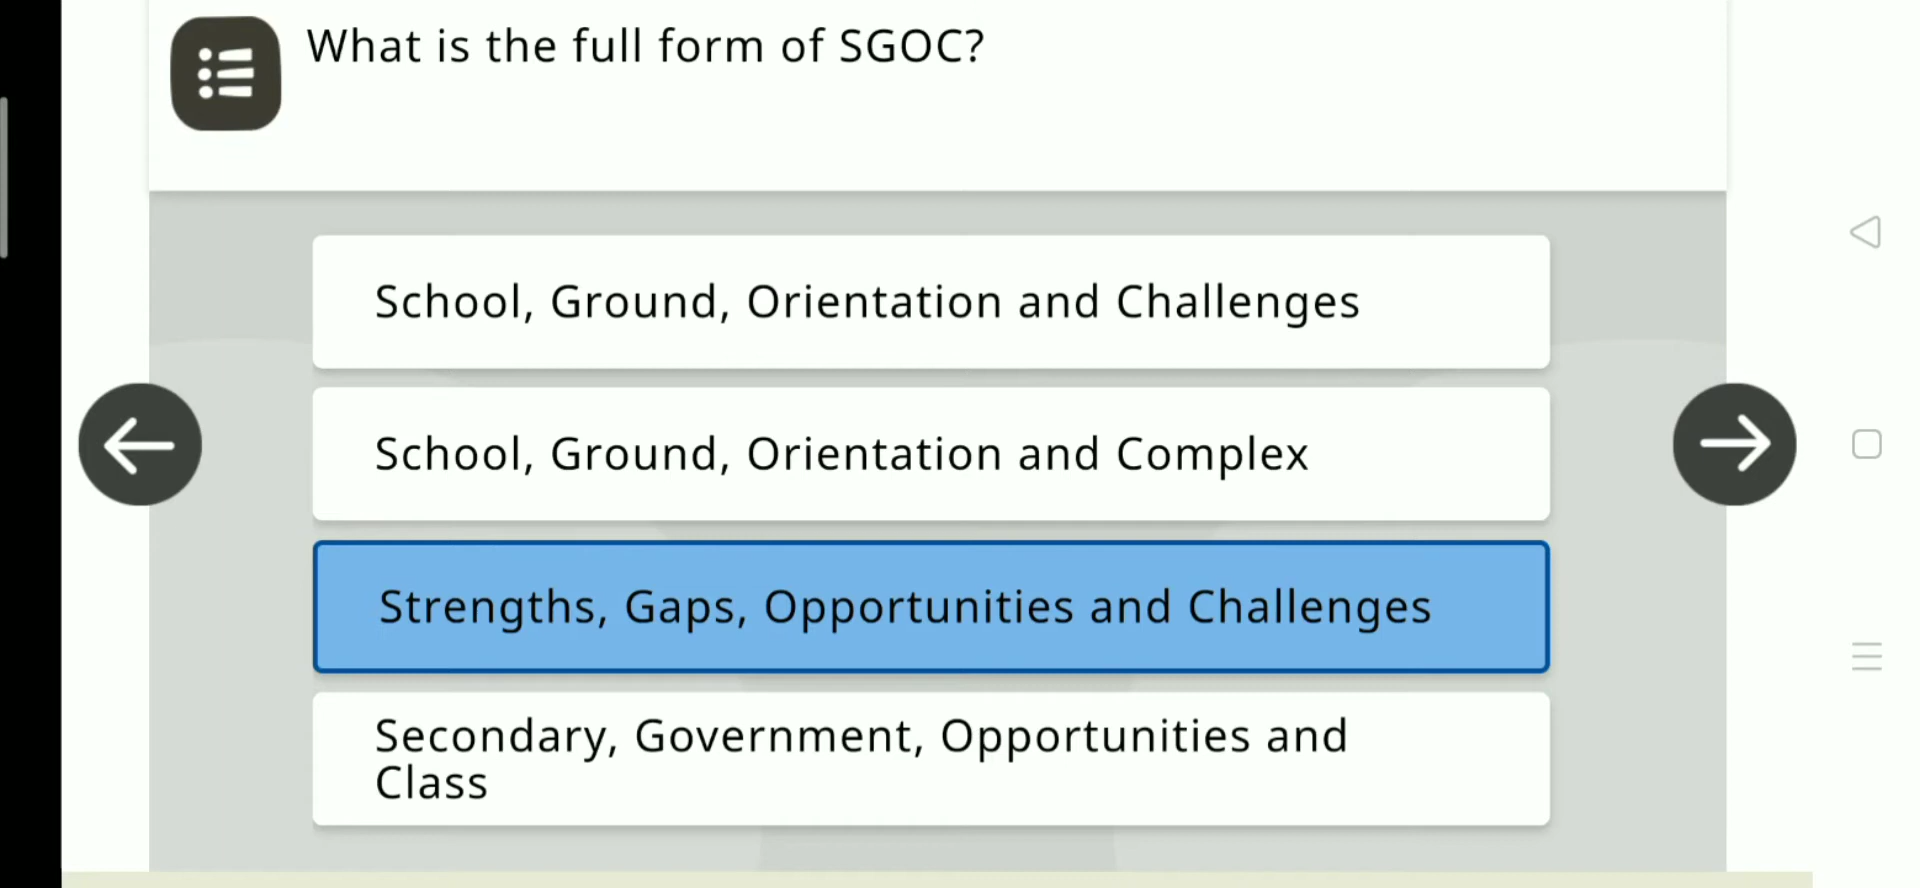 What is the full form of SGOC?
School, Ground, Orientation and Challenges
School, Ground, Orientation and Complex
Strengths, Gaps, Opportunities and Challenges
Secondary, Government, Opportunities and
Class